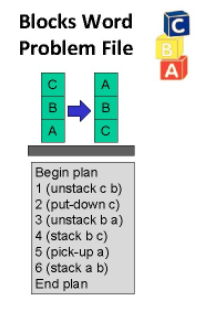 Blocks Word
Problem File
C
B
A
C
B
A
A
B
C
Begin plan
1 (unstack c b)
2 (put-down c)
3 (unstack b a)
4 (stack b c)
5 (pick-up a)
6 (stack a b)
End plan